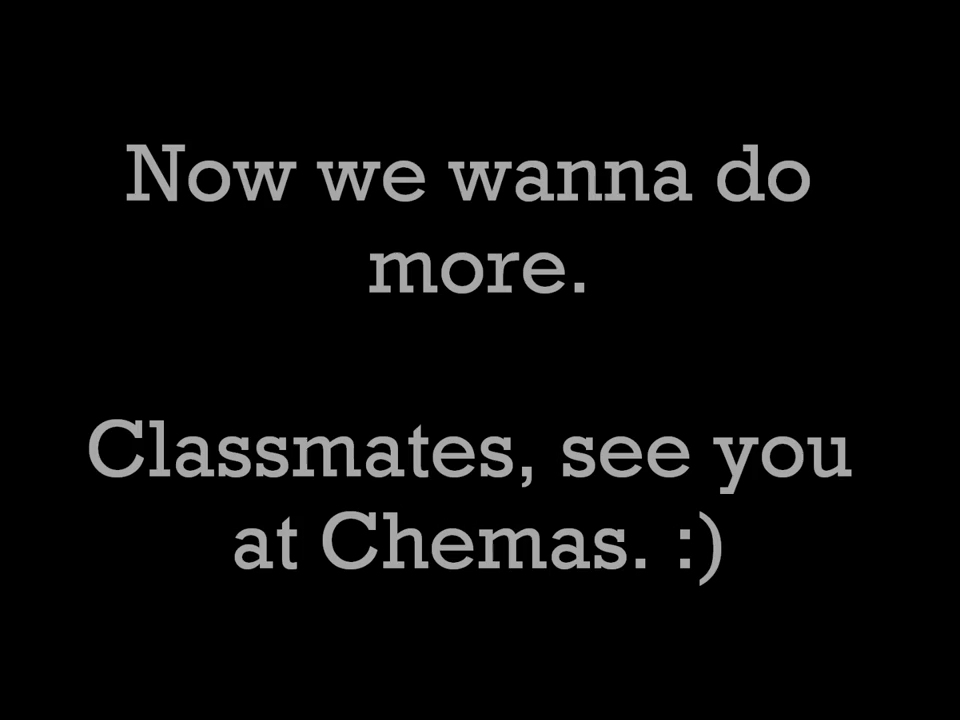 Now we wanna do
more.
Classmates, see you
at Chemas. :)